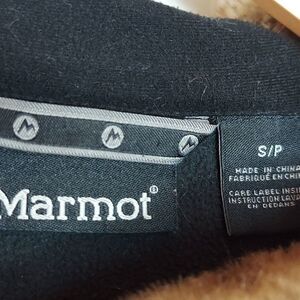 Marmot®
S/P
MADE IN CHINA
FABRIQUÉ EN CHINE
CARE LABEL INSIDE
INSTRUCTION LAVAGE
EN DEDANS